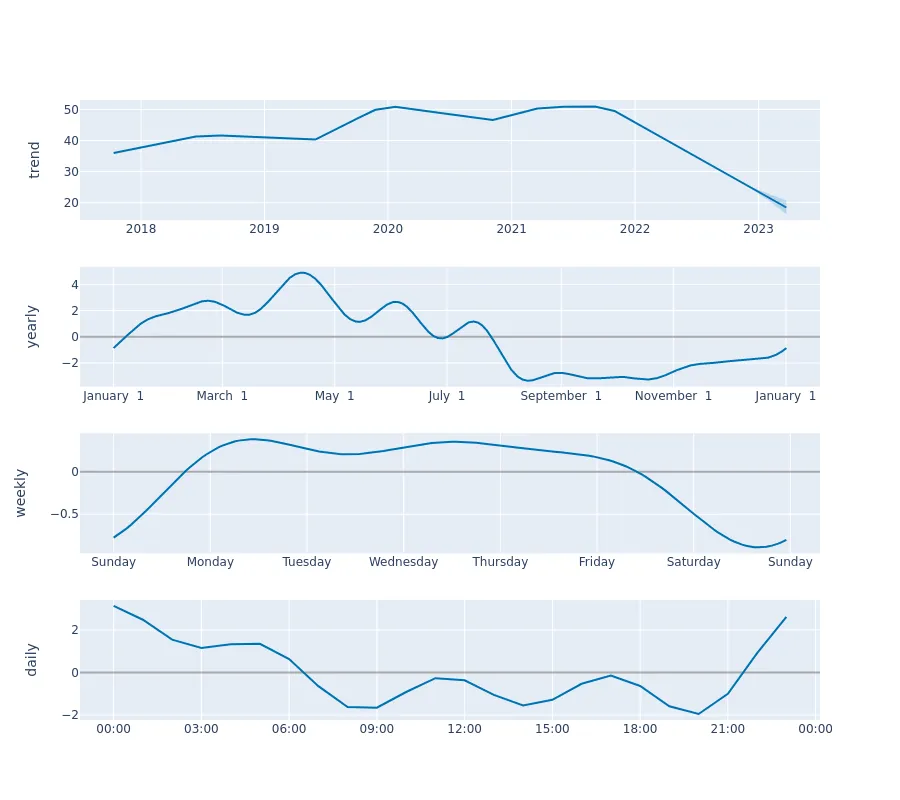 trend
50
40
30
20
2018 2019 2020 2021 2022 2023
yearly
4
2
0
−2
January 1 March 1 May 1 July 1 September 1 November 1 January 1
weekly
0
−0.5
Sunday Monday Tuesday Wednesday Thursday Friday Saturday Sunday
daily
2
0
−2
00:00 03:00 06:00 09:00 12:00 15:00 18:00 21:00 00:00